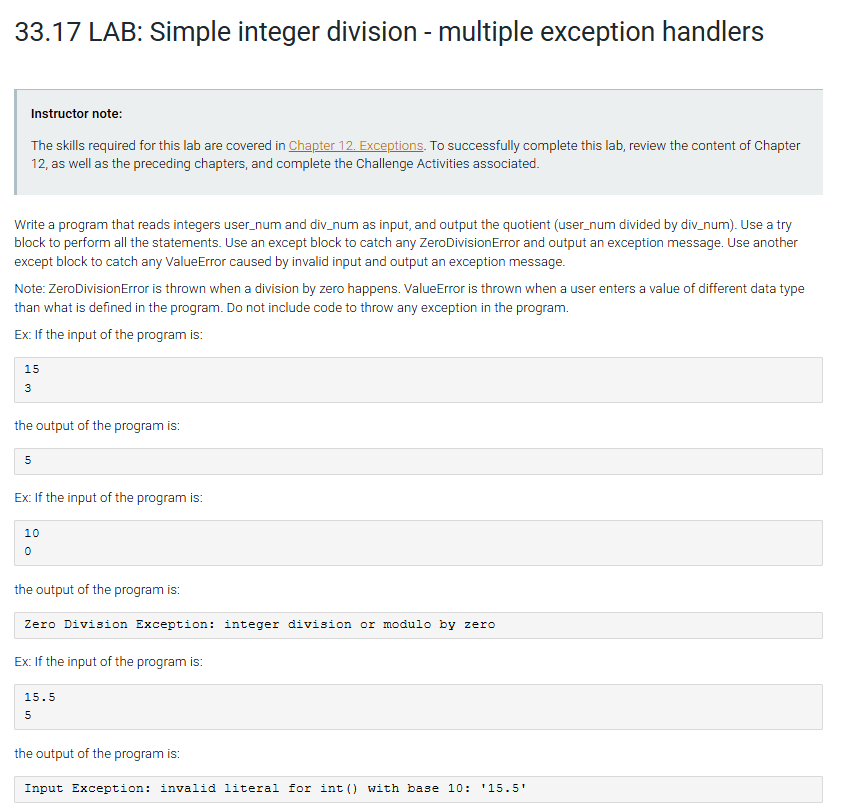 33.17 LAB: Simple integer division - multiple exception handlers
Instructor note:
The skills required for this lab are covered in Chapter 12. Exceptions. To successfully complete this lab, review the content of Chapter
12, as well as the preceding chapters, and complete the Challenge Activities associated.
Write a program that reads integers user_num and div_num as input, and output the quotient (user_num divided by div_num). Use a try
block to perform all the statements. Use an except block to catch any ZeroDivisionError and output an exception message. Use another
except block to catch any ValueError caused by invalid input and output an exception message.
Note: ZeroDivisionError is thrown when a division by zero happens. ValueError is thrown when a user enters a value of different data type
than what is defined in the program. Do not include code to throw any exception in the program.
Ex: If the input of the program is:
15
3
the output of the program is:
5
Ex: If the input of the program is:
10
0
the output of the program is:
Zero Division Exception: integer division or modulo by zero
Ex: If the input of the program is:
15.5
5
the output of the program is:
Input Exception: invalid literal for int() with base 10: '15.5'